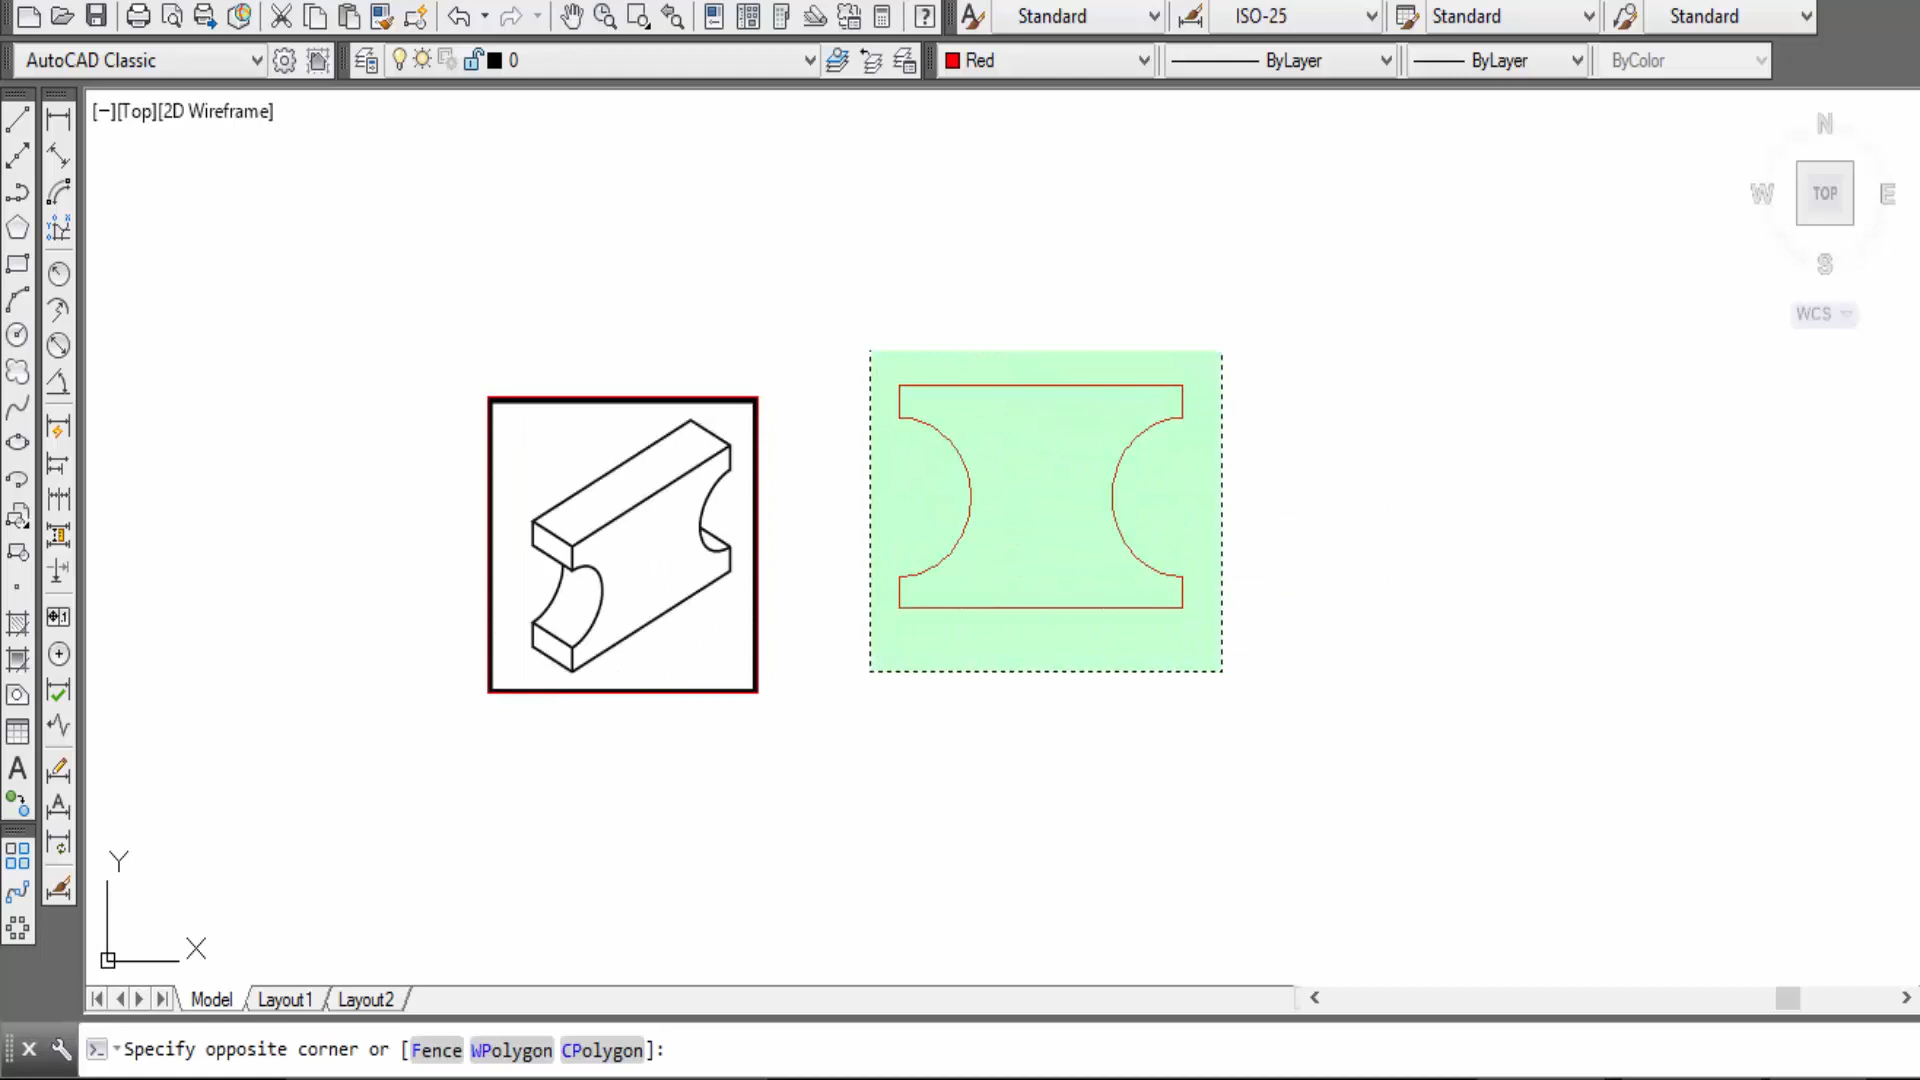 Standard ISO-25 Standard Standard
AutoCAD Classic 0 Red ByLayer ByLayer ByColor
[−][Top][2D Wireframe]
N
W TOP E
S
WCS
Y
X
Model Layout1 Layout2
Specify opposite corner or [Fence WPolygon CPolygon]: